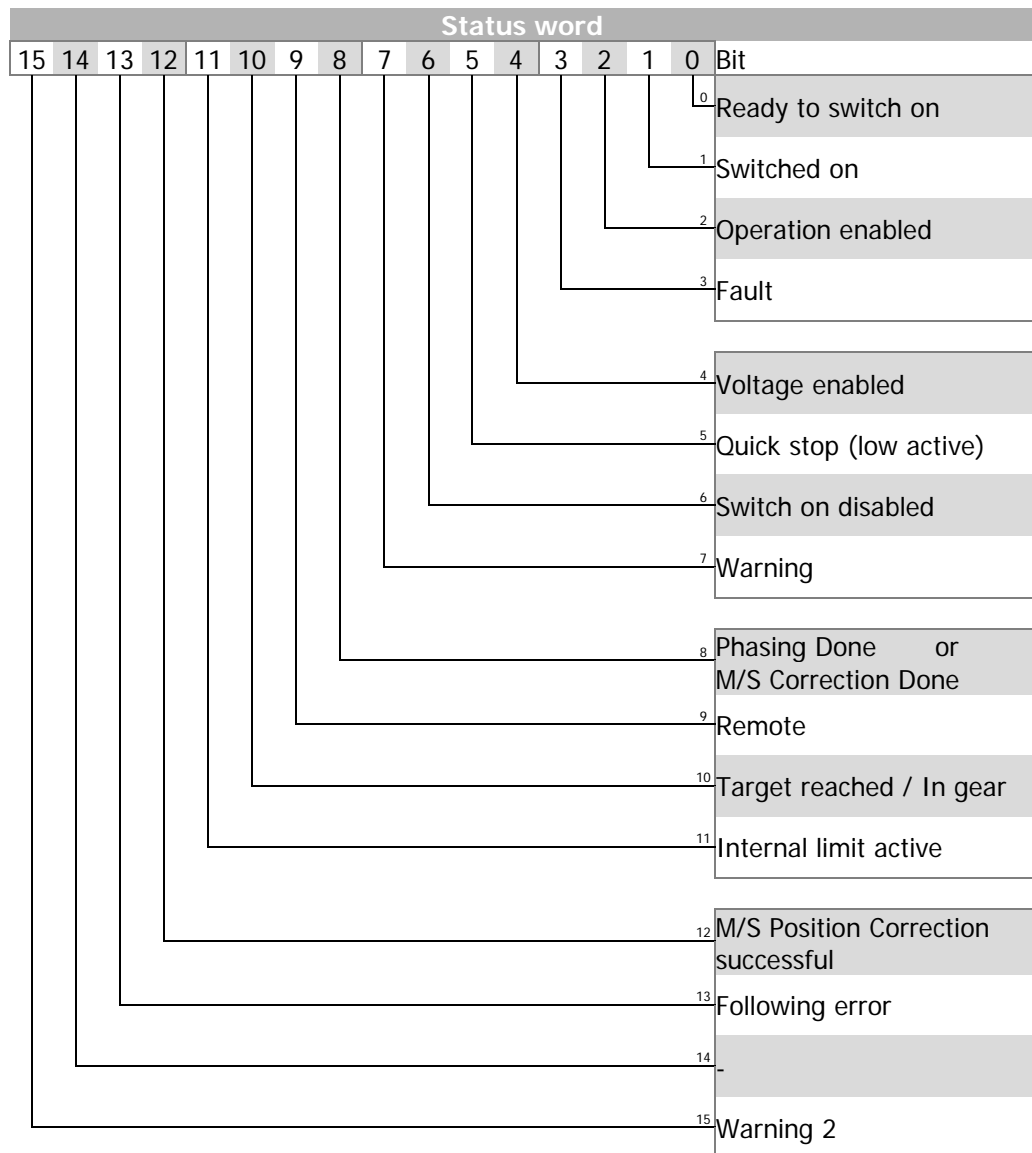 Status word
15 14 13 12 11 10 9 8 7 6 5 4 3 2 1 0 Bit
0 Ready to switch on
1 Switched on
2 Operation enabled
3 Fault
4 Voltage enabled
5 Quick stop (low active)
6 Switch on disabled
7 Warning
8 Phasing Done or
M/S Correction Done
9 Remote
10 Target reached / In gear
11 Internal limit active
12 M/S Position Correction
successful
13 Following error
14 -
15 Warning 2